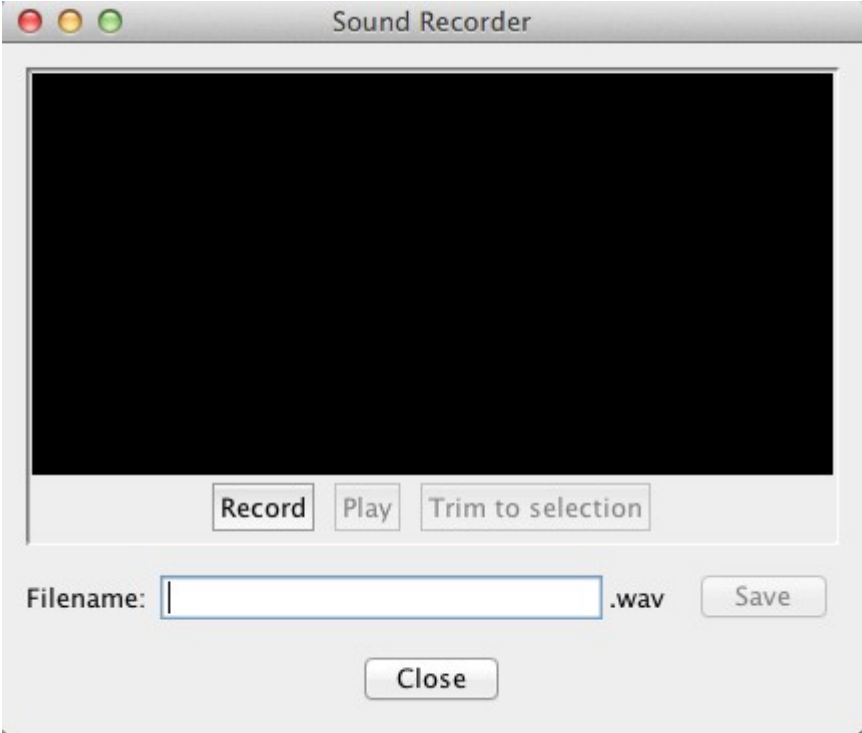 Sound Recorder
Record Play Trim to selection
Filename: .wav Save
Close